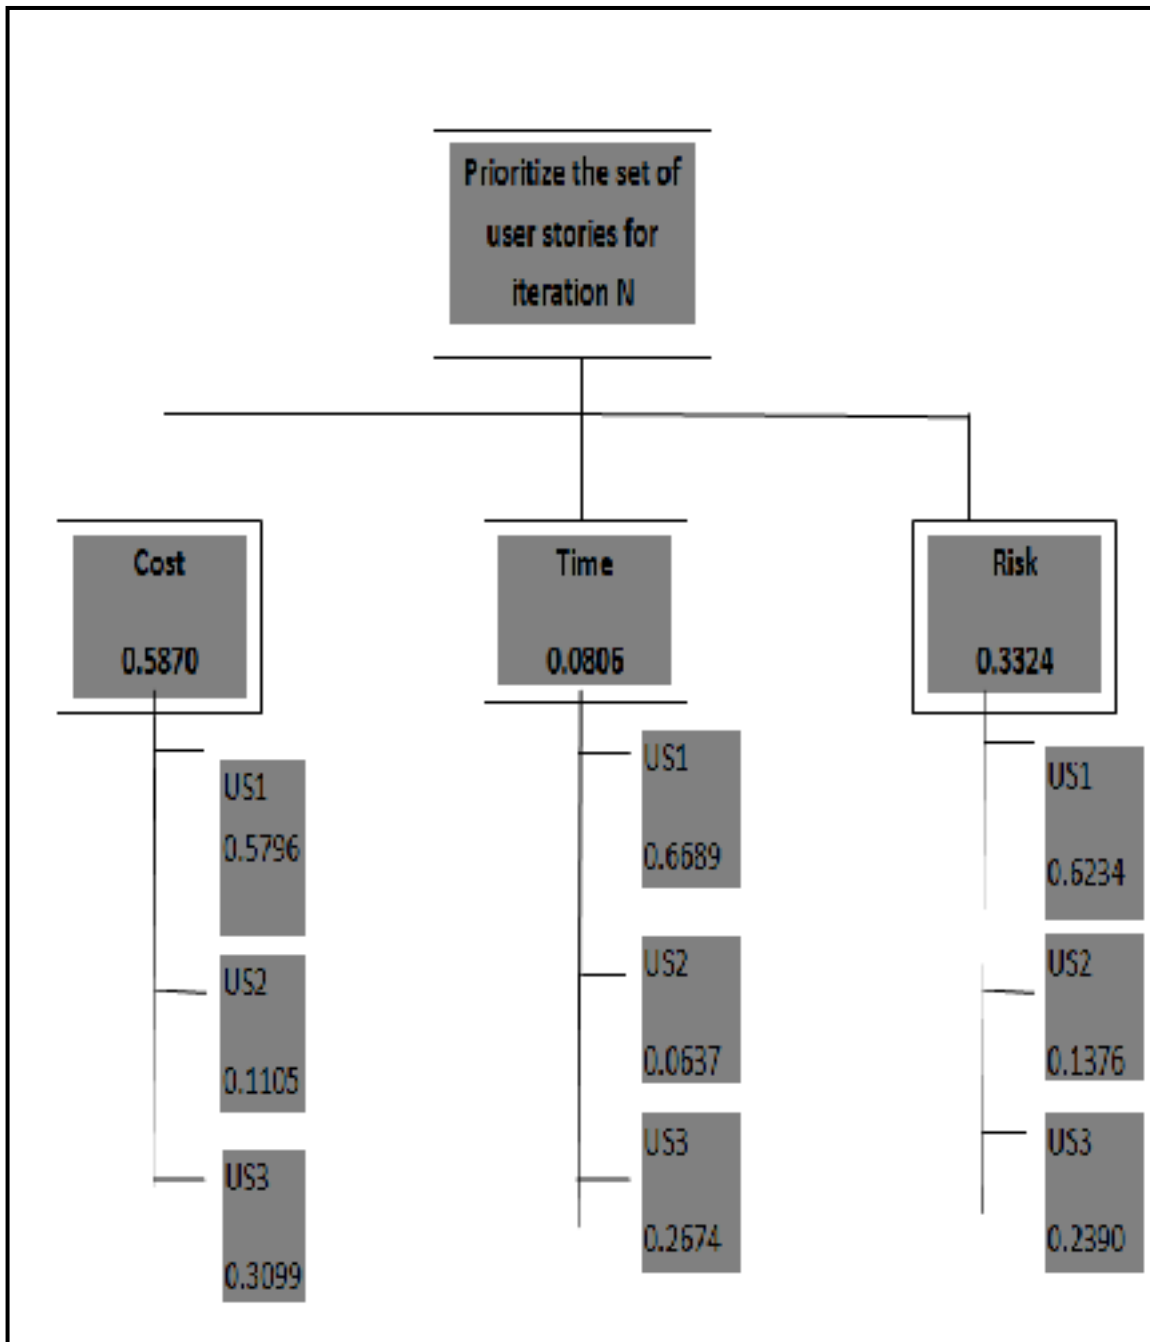 Prioritize the set of
user stories for
iteration N
Cost
0.5870
Time
0.0806
Risk
0.3324
US1
0.5796
US2
0.1105
US3
0.3099
US1
0.6689
US2
0.0637
US3
0.2674
US1
0.6234
US2
0.1376
US3
0.2390